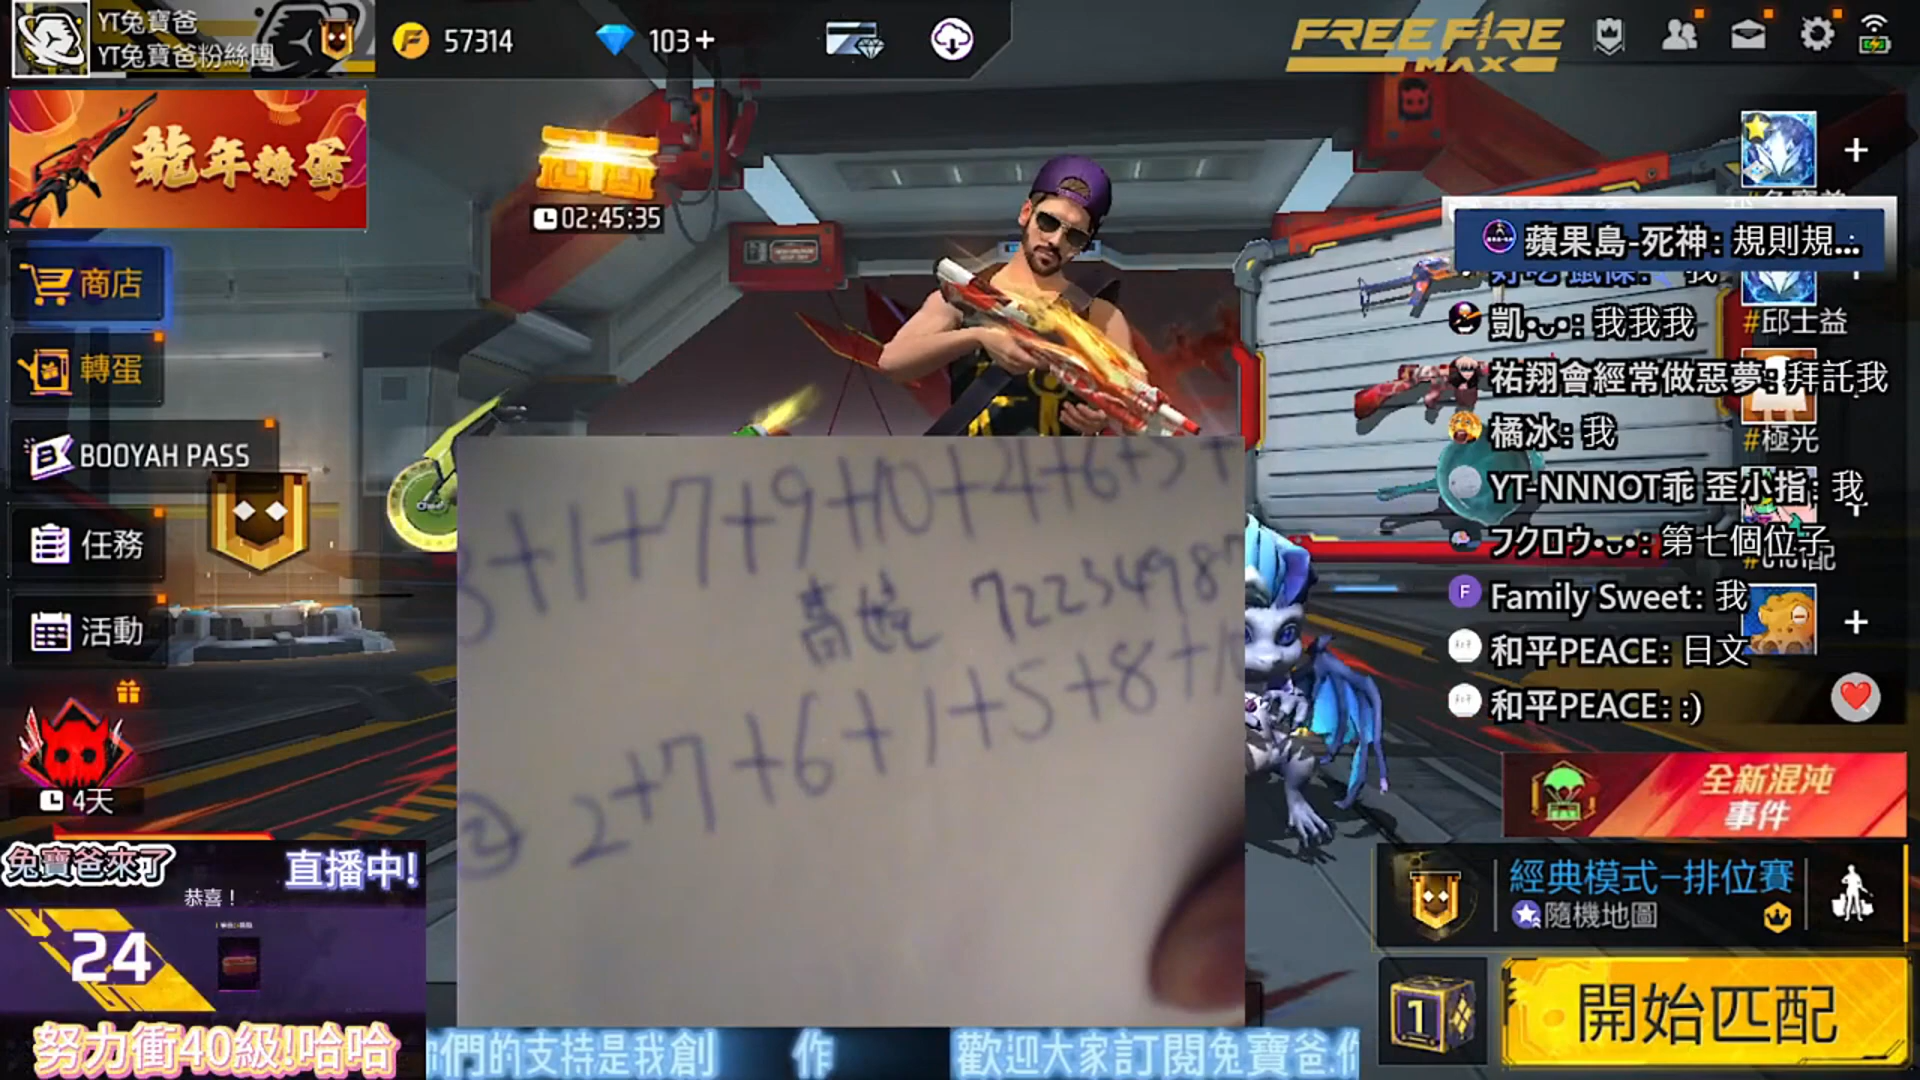 YT兔寶爸
YT兔寶爸粉絲團
57314
103+
FREE FIRE
MAX
龍年轉蛋
02:45:35
商店
轉蛋
BOOYAH PASS
任務
活動
4天
兔寶爸來了
直播中!
恭喜！
24
努力衝40級!哈哈
3+1+7+9+10+4+6+5+
72234987
② 2+7+6+1+5+8+1
們的支持是我創 作
歡迎大家訂閱兔寶爸.
蘋果島-死神: 規則規...
凱•ᴗ•: 我我我
#邱士益
祐翔會經常做惡夢: 拜託我
橘冰: 我
#極光
YT-NNNOT乖 歪小指: 我
フクロウ•ᴗ•: 第七個位子
Family Sweet: 我
和平PEACE: 日文
和平PEACE: :)
全新混沌
事件
經典模式-排位賽
隨機地圖
1
開始匹配